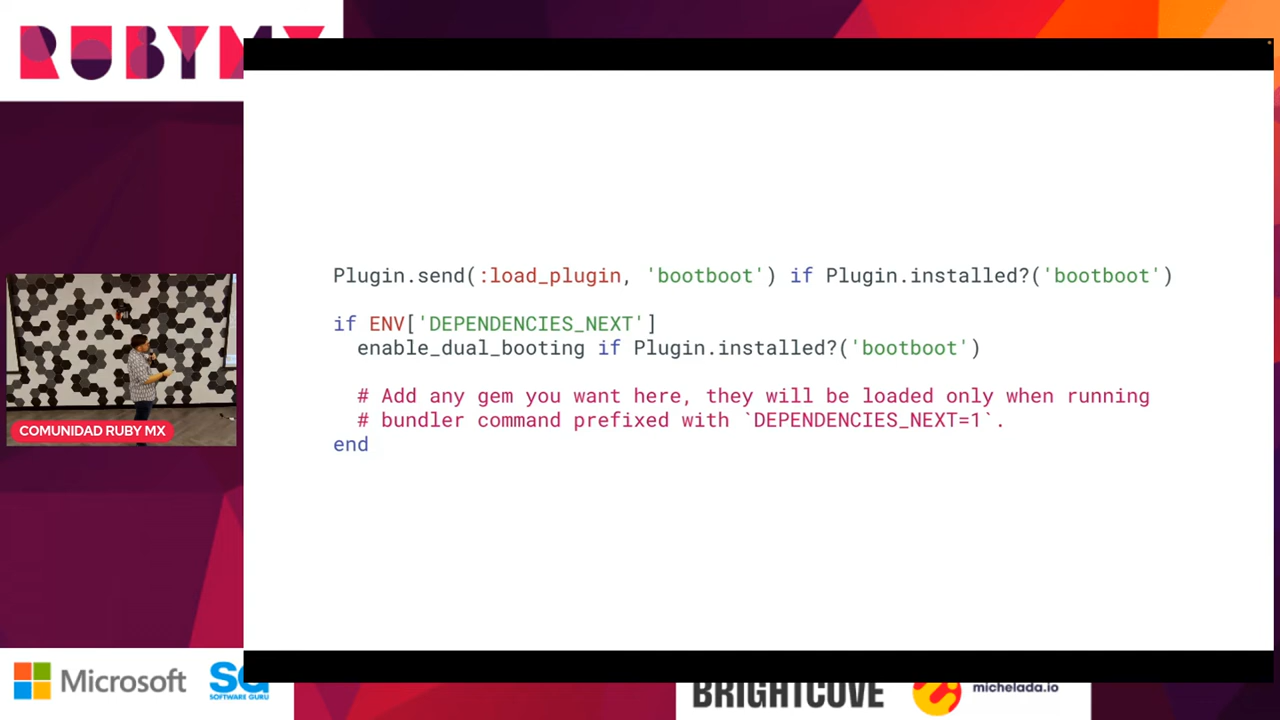 RUBYMX
Plugin.send(:load_plugin, 'bootboot') if Plugin.installed?('bootboot')
if ENV['DEPENDENCIES_NEXT']
enable_dual_booting if Plugin.installed?('bootboot')
# Add any gem you want here, they will be loaded only when running
# bundler command prefixed with `DEPENDENCIES_NEXT=1`.
end
COMUNIDAD RUBY MX
Microsoft
SG
SOFTWARE GURU
BRIGHTCOVE
michelada.io